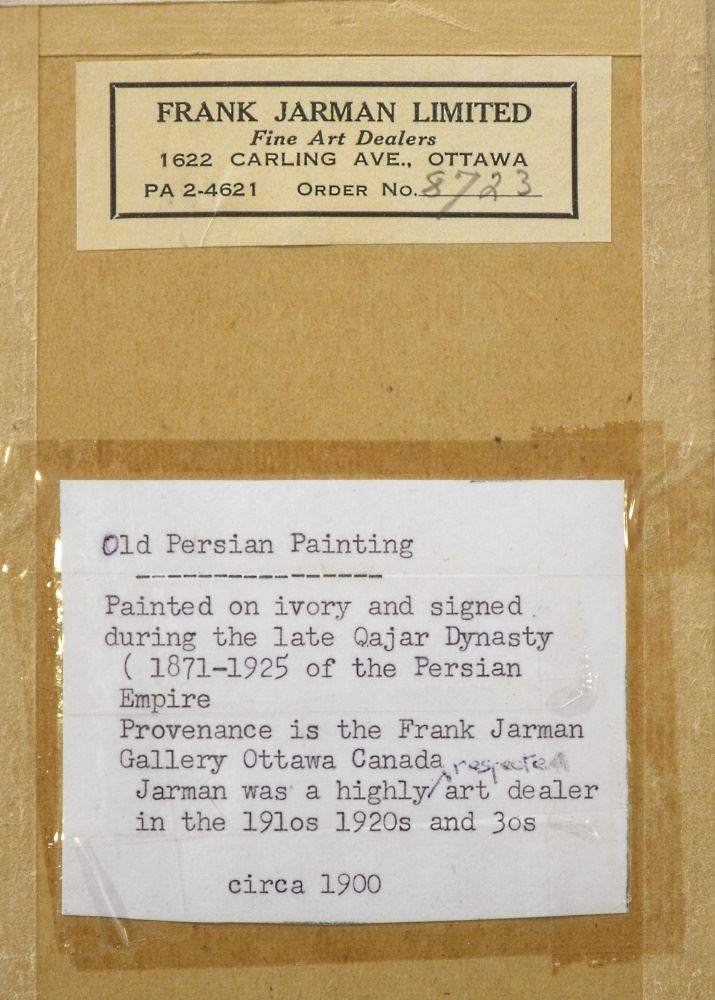 FRANK JARMAN LIMITED
Fine Art Dealers
1622 CARLING AVE., OTTAWA
PA 2-4621 ORDER No. 8723
Old Persian Painting
----------------
Painted on ivory and signed.
during the late Qajar Dynasty
( 1871-1925 of the Persian
Empire
Provenance is the Frank Jarman
Gallery Ottawa Canada
respected
Jarman was a highly/art dealer
in the 191os 1920s and 3os
circa 1900